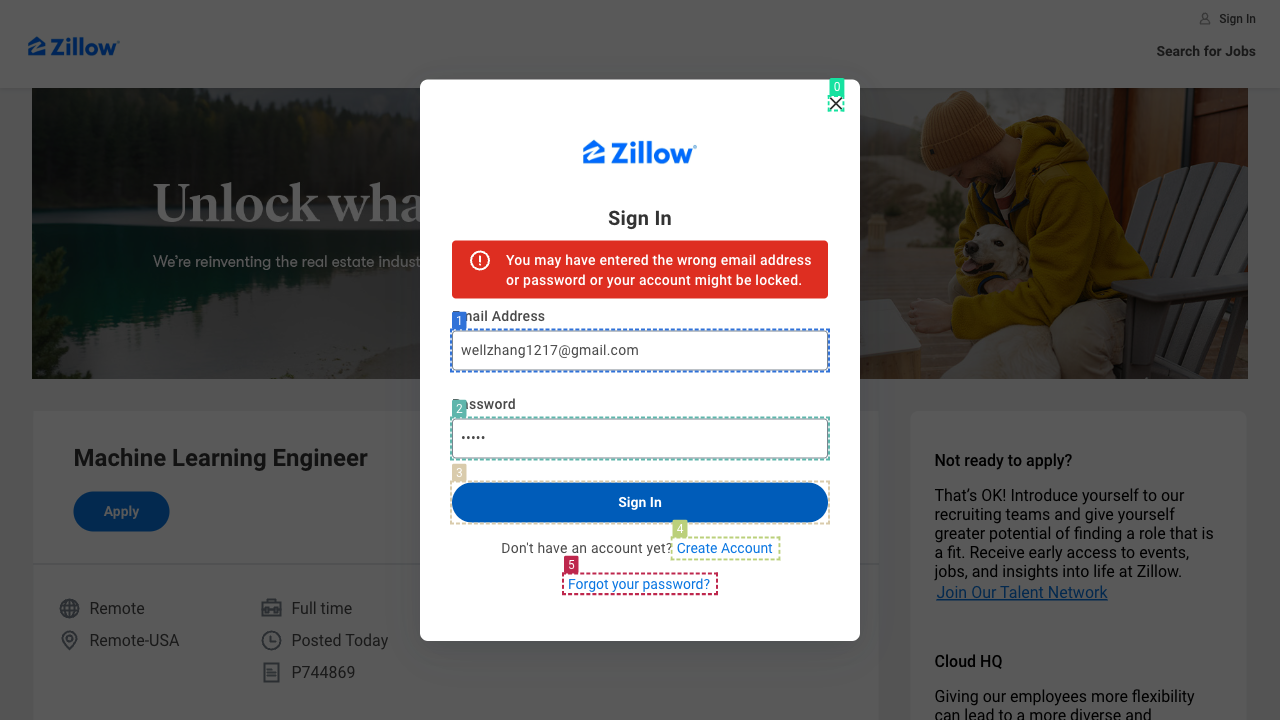 Sign In
Zillow
Search for Jobs
0
Zillow
Unlock wha
We're reinventing the real estate indust
Sign In
You may have entered the wrong email address
or password or your account might be locked.
1
mail Address
wellzhang1217@gmail.com
2
ssword
•••••
3
Sign In
4
Don't have an account yet? Create Account
5
Forgot your password?
Machine Learning Engineer
Apply
Remote
Full time
Remote-USA
Posted Today
P744869
Not ready to apply?
That's OK! Introduce yourself to our
recruiting teams and give yourself
greater potential of finding a role that is
a fit. Receive early access to events,
jobs, and insights into life at Zillow.
Join Our Talent Network
Cloud HQ
Giving our employees more flexibility
can lead to a more diverse and